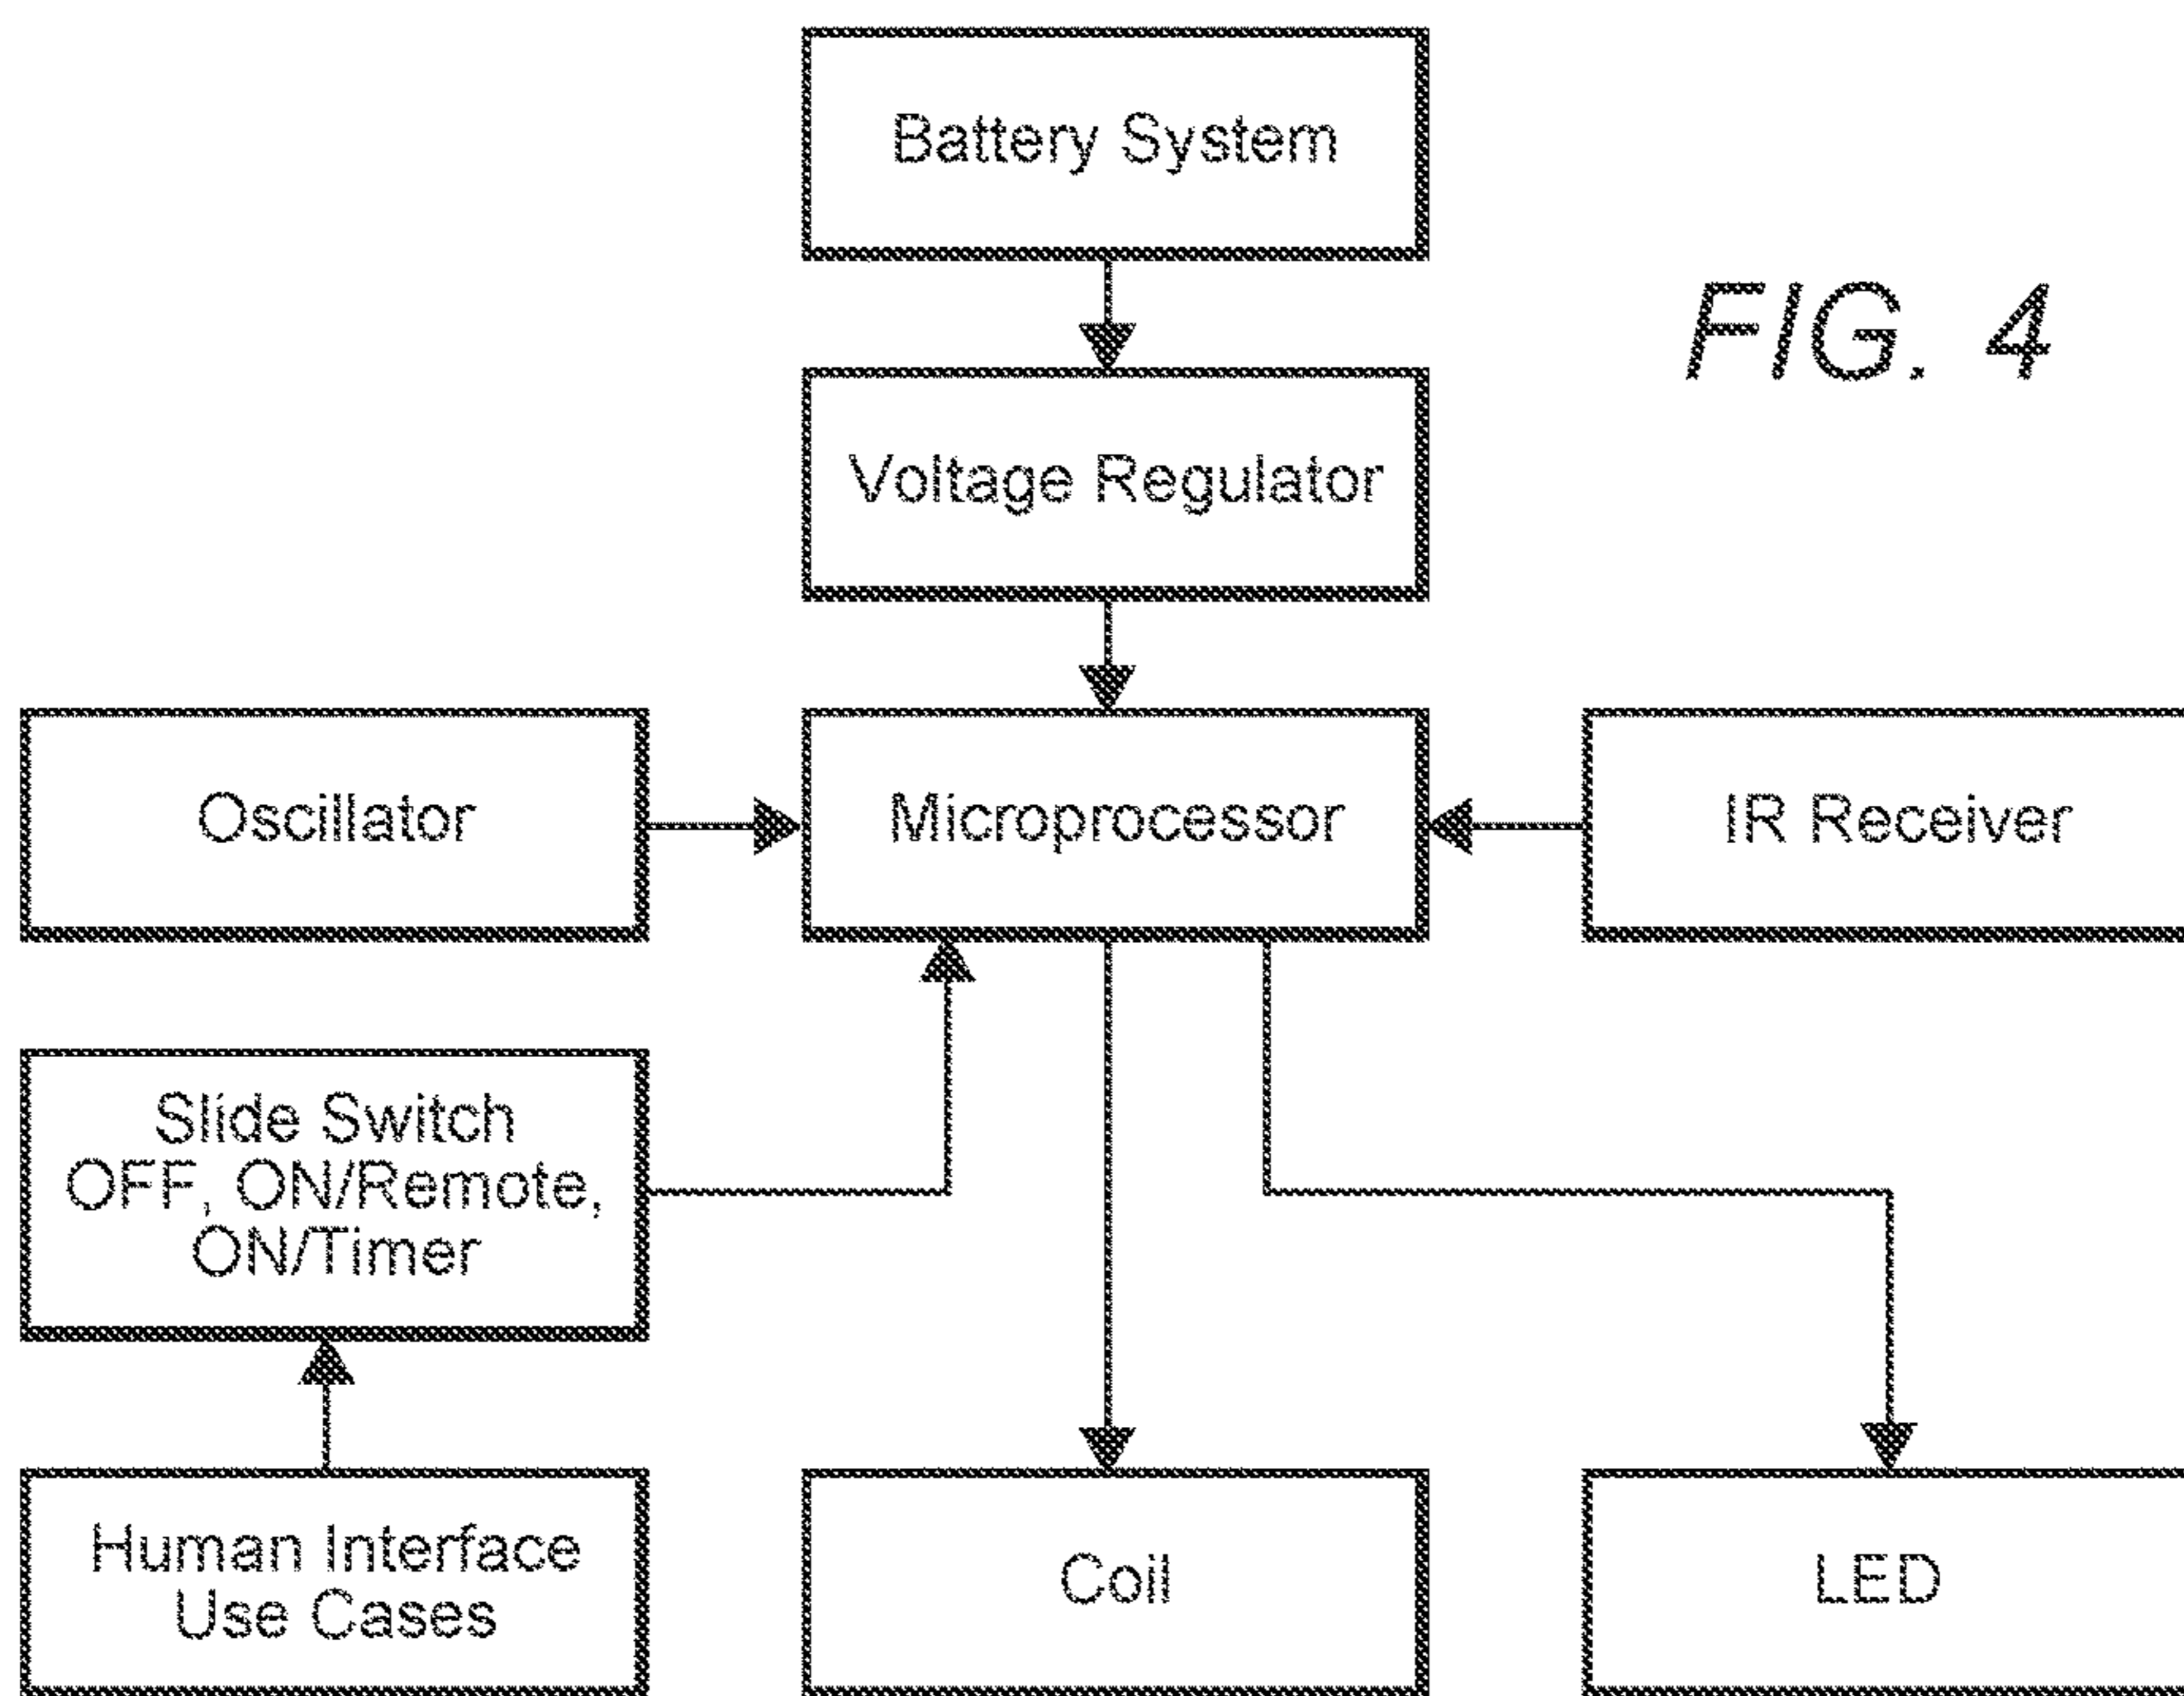 Battery System
FIG. 4
Voltage Regulator
Oscillator
Microprocessor
IR Receiver
Slide Switch
OFF, ON/Remote,
ON/Timer
Human Interface
Use Cases
Coil
LED